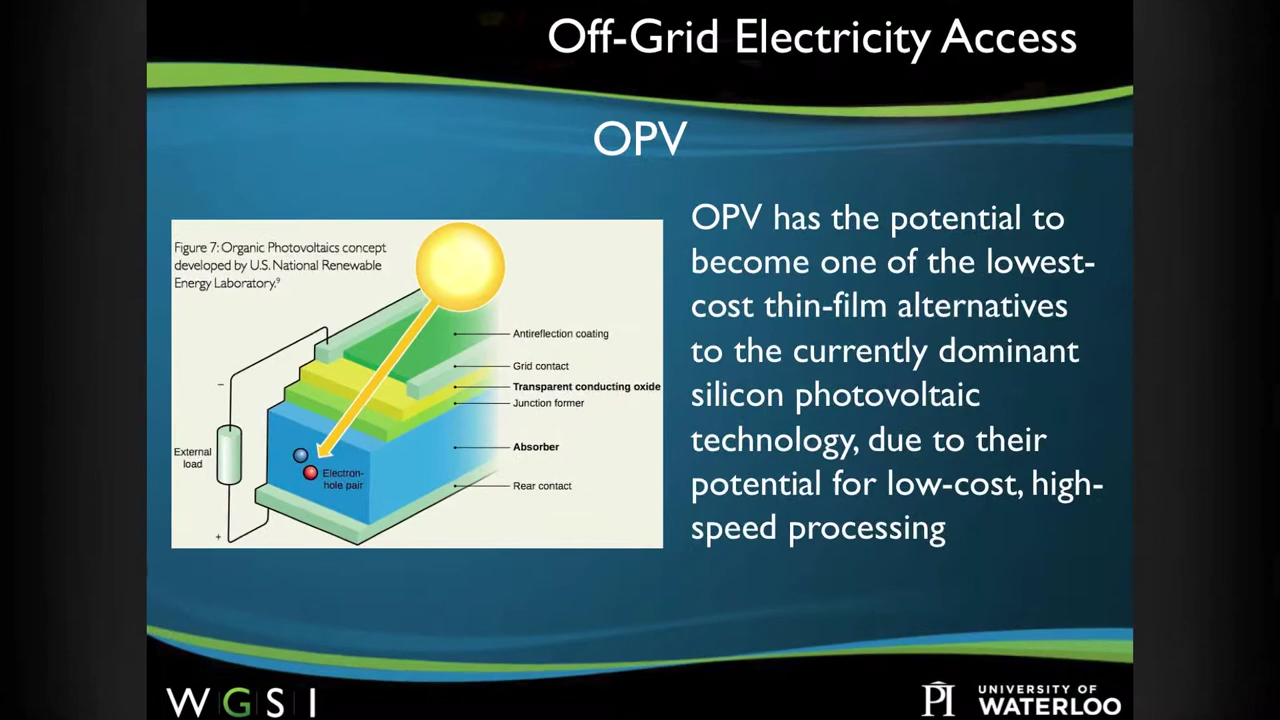 Off-Grid Electricity Access
OPV
Figure 7: Organic Photovoltaics concept
developed by U.S. National Renewable
Energy Laboratory.⁹
Antireflection coating
Grid contact
Transparent conducting oxide
Junction former
−
External
load
Absorber
Electron-
hole pair
Rear contact
+
OPV has the potential to
become one of the lowest-
cost thin-film alternatives
to the currently dominant
silicon photovoltaic
technology, due to their
potential for low-cost, high-
speed processing
W G S I
PI
UNIVERSITY OF
WATERLOO